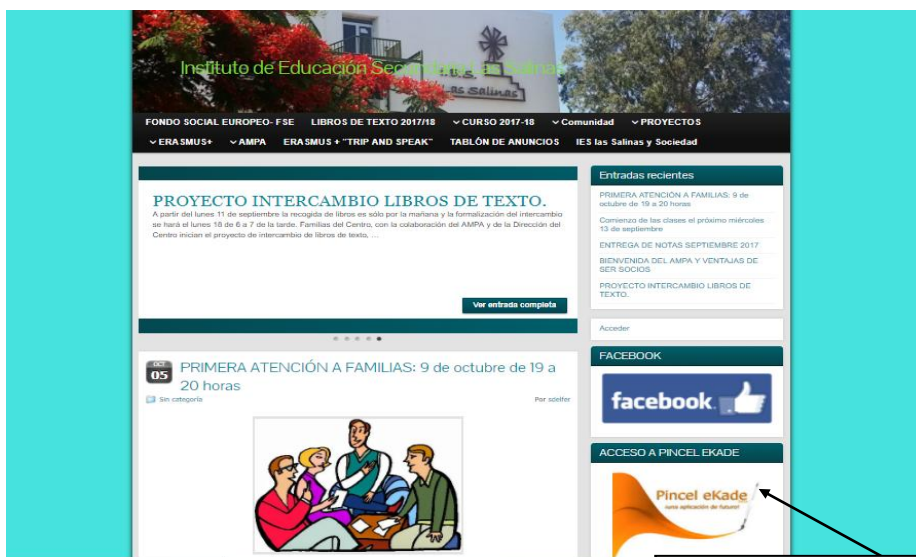 Instituto de Educación Secundaria Las Salinas
Las Salinas
FONDO SOCIAL EUROPEO- FSE LIBROS DE TEXTO 2017/18 CURSO 2017-18 Comunidad PROYECTOS
ERASMUS+ AMPA ERASMUS + "TRIP AND SPEAK" TABLÓN DE ANUNCIOS IES las Salinas y Sociedad
PROYECTO INTERCAMBIO LIBROS DE TEXTO.
A partir del lunes 11 de septiembre la recogida de libros es sólo por la mañana y la formalización del intercambio
se hará el lunes 18 de 6 a 7 de la tarde. Familias del Centro, con la colaboración del AMPA y de la Dirección del
Centro inician el proyecto de intercambio de libros de texto, ...
Ver entrada completa
OCT
05
PRIMERA ATENCIÓN A FAMILIAS: 9 de octubre de 19 a
20 horas
Sin categoría Por sdelfer
Entradas recientes
PRIMERA ATENCIÓN A FAMILIAS: 9 de
octubre de 19 a 20 horas
Comienzo de las clases el próximo miércoles
13 de septiembre
ENTREGA DE NOTAS SEPTIEMBRE 2017
BIENVENIDA DEL AMPA Y VENTAJAS DE
SER SOCIOS
PROYECTO INTERCAMBIO LIBROS DE
TEXTO.
Acceder
FACEBOOK
facebook.
ACCESO A PINCEL EKADE
Pincel eKade
¡una aplicación de futuro!